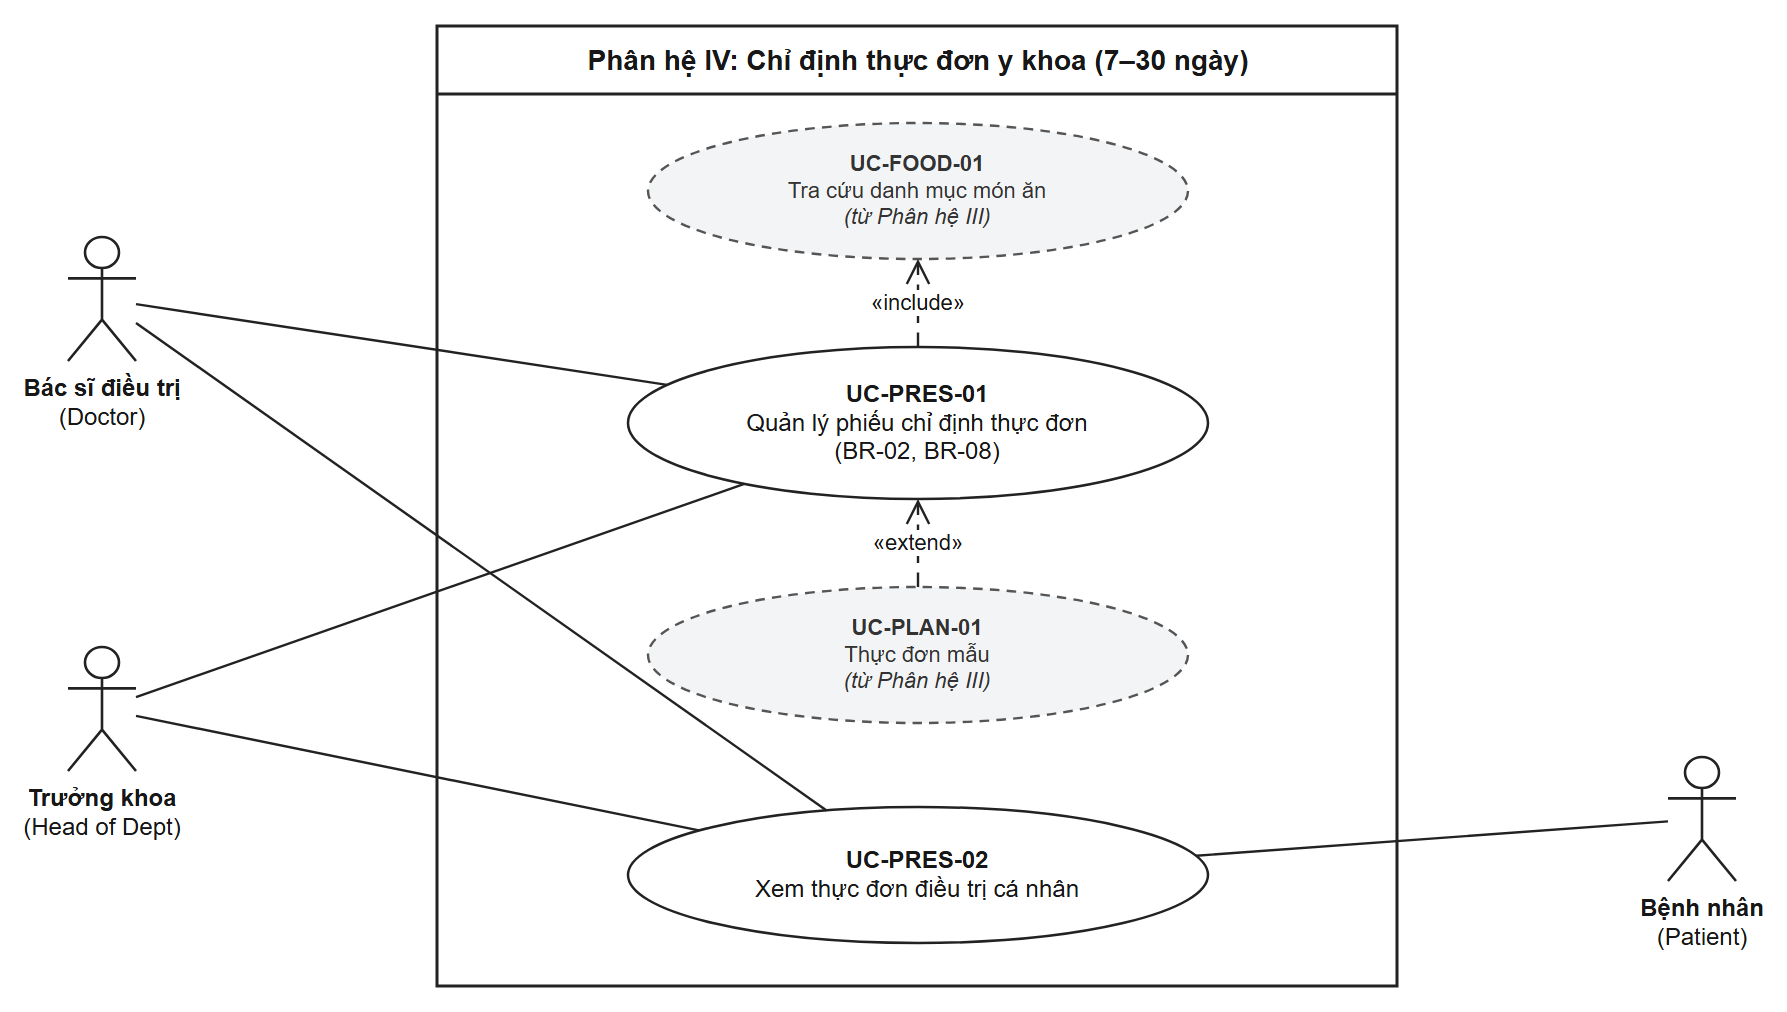 Phân hệ IV: Chỉ định thực đơn y khoa (7–30 ngày)
UC-FOOD-01
Tra cứu danh mục món ăn
(từ Phân hệ III)
«include»
Bác sĩ điều trị
(Doctor)
UC-PRES-01
Quản lý phiếu chỉ định thực đơn
(BR-02, BR-08)
«extend»
UC-PLAN-01
Thực đơn mẫu
(từ Phân hệ III)
Trưởng khoa
(Head of Dept)
UC-PRES-02
Xem thực đơn điều trị cá nhân
Bệnh nhân
(Patient)